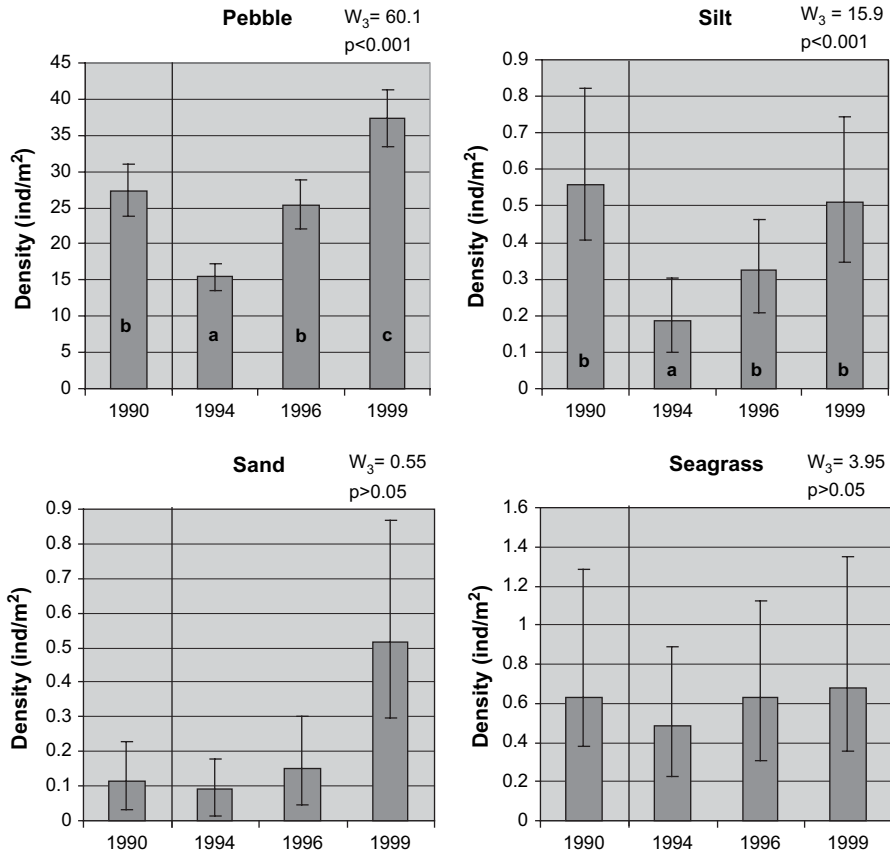 Pebble
W3= 60.1
p<0.001
Density (ind/m2)
45
40
35
30
25
20
15
10
5
0
b
a
b
c
1990 1994 1996 1999
Silt
W3 = 15.9
p<0.001
Density (ind/m2)
0.9
0.8
0.7
0.6
0.5
0.4
0.3
0.2
0.1
0
b
a
b
b
1990 1994 1996 1999
Sand
W3= 0.55
p>0.05
Density (ind/m2)
0.9
0.8
0.7
0.6
0.5
0.4
0.3
0.2
0.1
0
1990 1994 1996 1999
Seagrass
W3 = 3.95
p>0.05
Density (ind/m2)
1.6
1.4
1.2
1
0.8
0.6
0.4
0.2
0
1990 1994 1996 1999